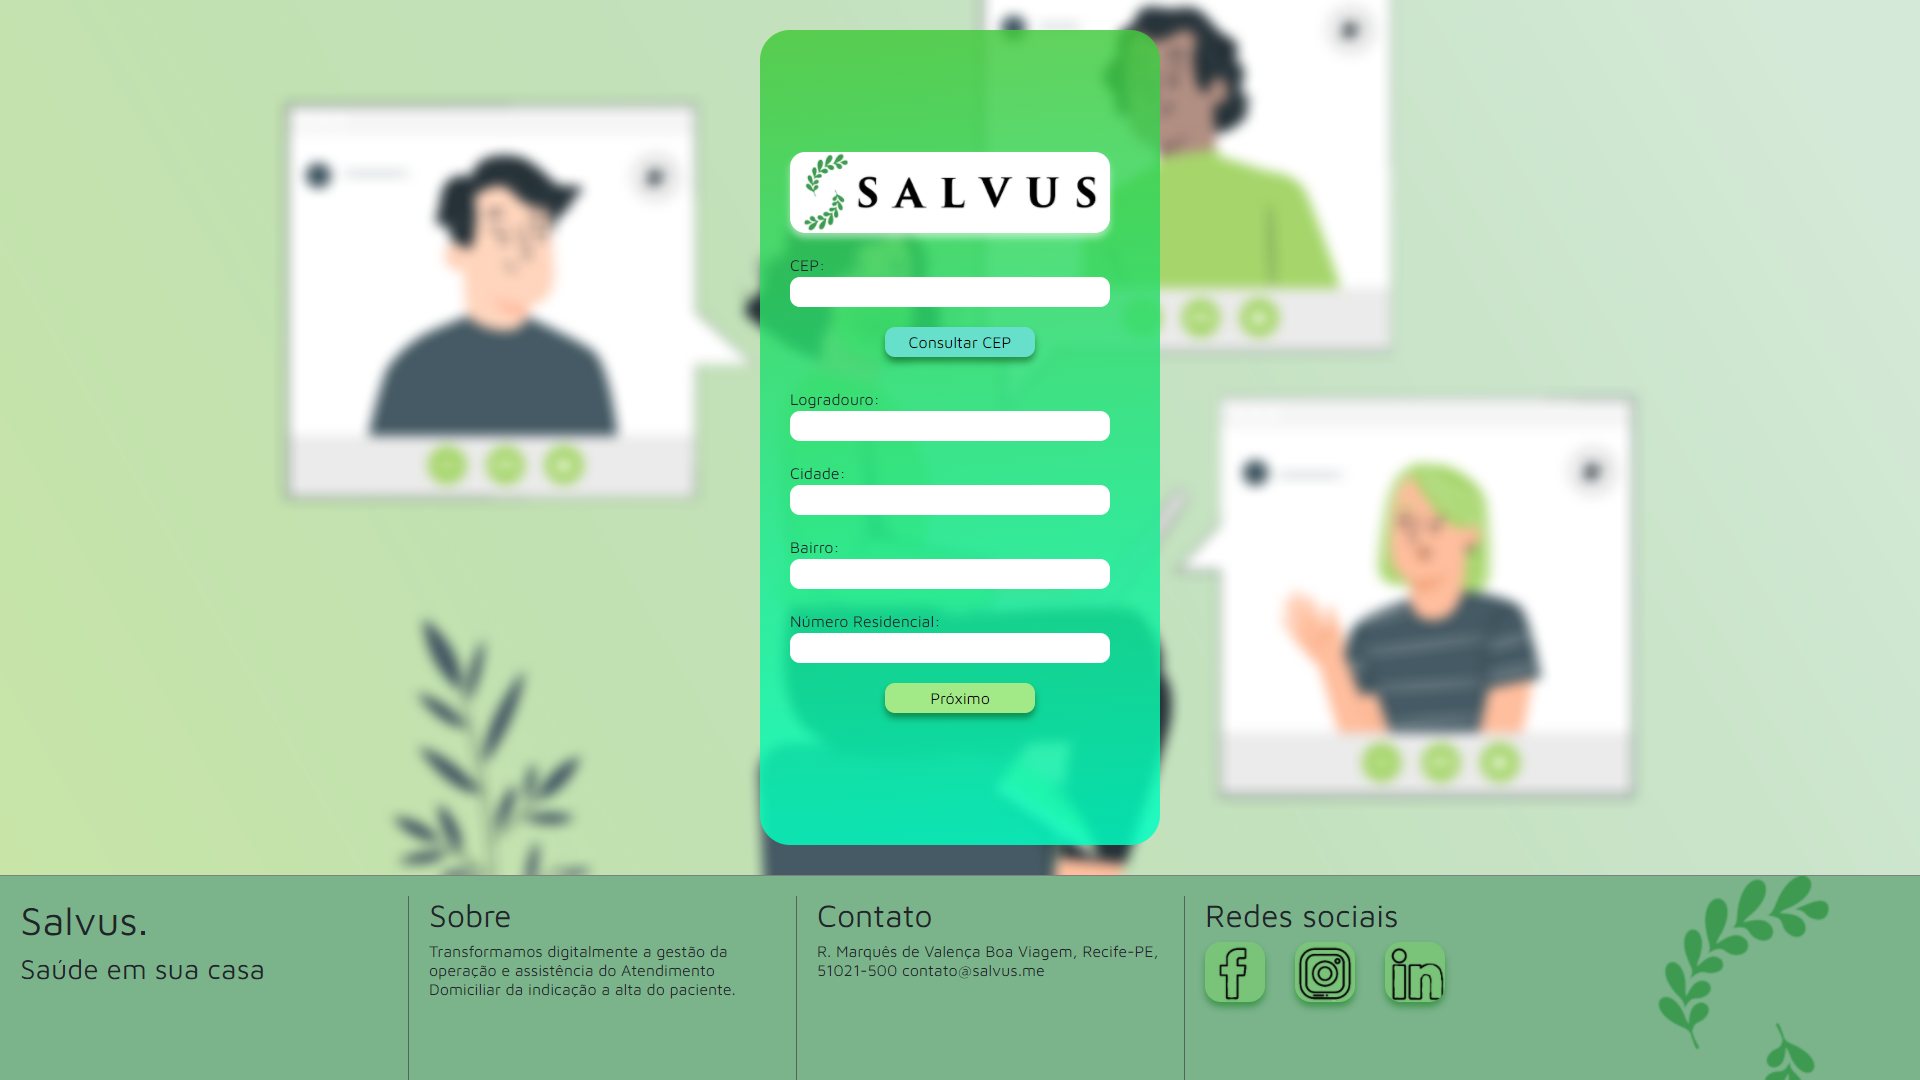 SALVUS
CEP:
Consultar CEP
Logradouro:
Cidade:
Bairro:
Número Residencial:
Próximo
Salvus.
Saúde em sua casa
Sobre
Transformamos digitalmente a gestão da
operação e assistência do Atendimento
Domiciliar da indicação a alta do paciente.
Contato
R. Marquês de Valença Boa Viagem, Recife-PE,
51021-500 contato@salvus.me
Redes sociais
f
in